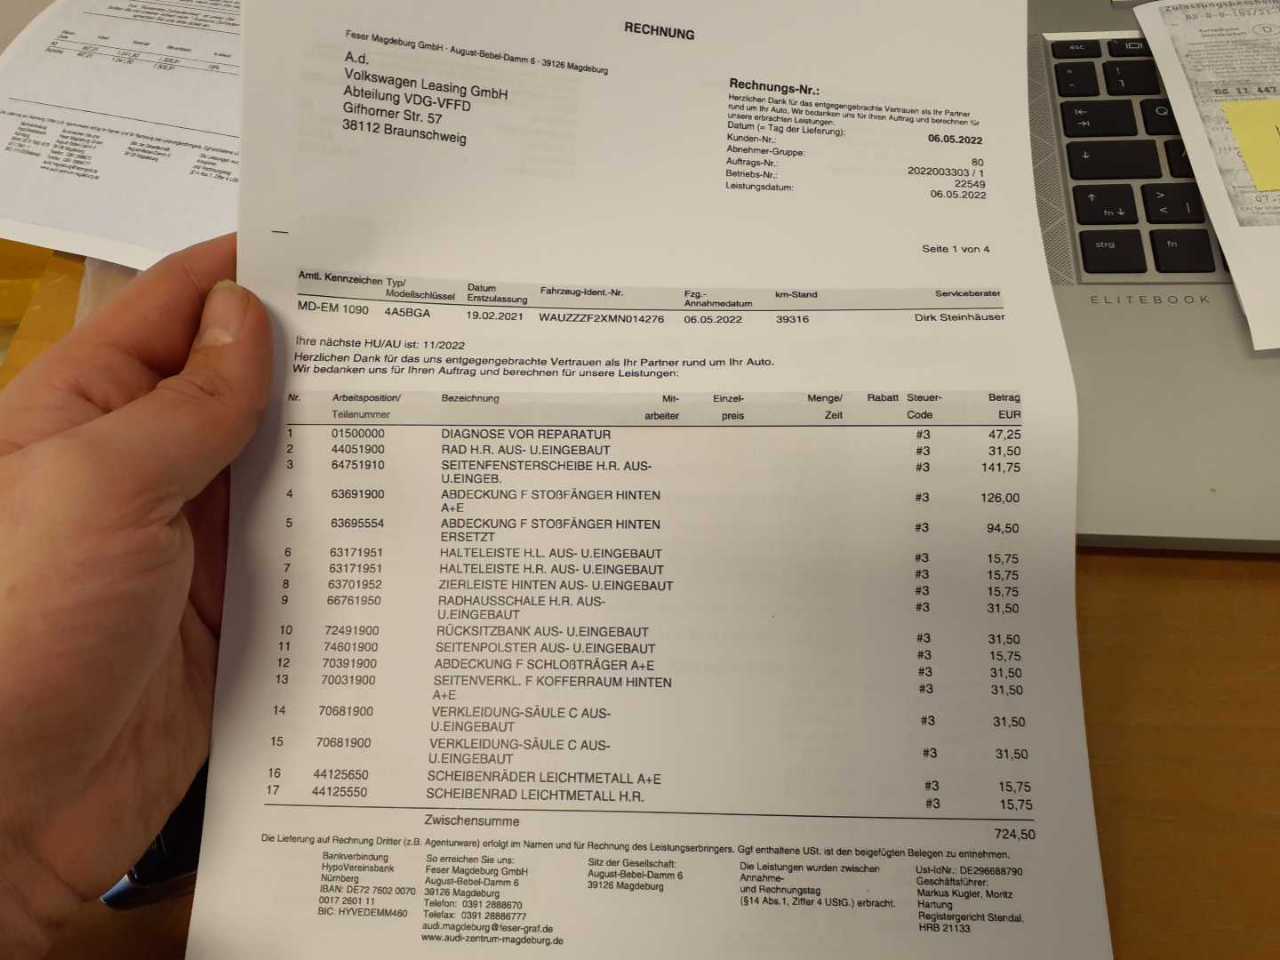 RECHNUNG
Feser Magdeburg GmbH - August-Bebel-Damm 6 - 39126 Magdeburg
A.d.
Volkswagen Leasing GmbH
Abteilung VDG-VFFD
Gifhorner Str. 57
38112 Braunschweig
Rechnungs-Nr.:
Herzlichen Dank für das entgegengebrachte Vertrauen als Ihr Partner
rund um Ihr Auto. Wir bedanken uns für Ihren Auftrag und berechnen für
unsere erbrachten Leistungen.
Datum (= Tag der Lieferung): 06.05.2022
Kunden-Nr.:
Abnehmer-Gruppe: 80
Auftrags-Nr.: 2022003303 / 1
Betriebs-Nr.: 22549
Leistungsdatum: 06.05.2022
Seite 1 von 4
Amtl. Kennzeichen Typ/ Modellschlüssel Datum Erstzulassung Fahrzeug-Ident.-Nr. Fzg.- Annahmedatum km-Stand Serviceberater
MD-EM 1090 4A5BGA 19.02.2021 WAUZZZF2XMN014276 06.05.2022 39316 Dirk Steinhäuser
Ihre nächste HU/AU ist: 11/2022
Herzlichen Dank für das uns entgegengebrachte Vertrauen als Ihr Partner rund um Ihr Auto.
Wir bedanken uns für Ihren Auftrag und berechnen für unsere Leistungen:
Nr. Arbeitsposition/ Bezeichnung Mit- Einzel- Menge/ Rabatt Steuer- Betrag
Teilenummer arbeiter preis Zeit Code EUR
1 01500000 DIAGNOSE VOR REPARATUR #3 47,25
2 44051900 RAD H.R. AUS- U.EINGEBAUT #3 31,50
3 64751910 SEITENFENSTERSCHEIBE H.R. AUS- #3 141,75
U.EINGEB.
4 63691900 ABDECKUNG F STOßFÄNGER HINTEN #3 126,00
A+E
5 63695554 ABDECKUNG F STOßFÄNGER HINTEN #3 94,50
ERSETZT
6 63171951 HALTELEISTE H.L. AUS- U.EINGEBAUT #3 15,75
7 63171951 HALTELEISTE H.R. AUS- U.EINGEBAUT #3 15,75
8 63701952 ZIERLEISTE HINTEN AUS- U.EINGEBAUT #3 15,75
9 66761950 RADHAUSSCHALE H.R. AUS- #3 31,50
U.EINGEBAUT
10 72491900 RÜCKSITZBANK AUS- U.EINGEBAUT #3 31,50
11 74601900 SEITENPOLSTER AUS- U.EINGEBAUT #3 15,75
12 70391900 ABDECKUNG F SCHLOßTRÄGER A+E #3 31,50
13 70031900 SEITENVERKL. F KOFFERRAUM HINTEN #3 31,50
A+E
14 70681900 VERKLEIDUNG-SÄULE C AUS- #3 31,50
U.EINGEBAUT
15 70681900 VERKLEIDUNG-SÄULE C AUS- #3 31,50
U.EINGEBAUT
16 44125650 SCHEIBENRÄDER LEICHTMETALL A+E #3 15,75
17 44125550 SCHEIBENRAD LEICHTMETALL H.R. #3 15,75
Zwischensumme 724,50
Die Lieferung auf Rechnung Dritter (z.B. Agenturware) erfolgt im Namen und für Rechnung des Leistungserbringers. Ggf enthaltene USt. ist den beigefügten Belegen zu entnehmen.
Bankverbindung
HypoVereinsbank
Nürnberg
IBAN: DE72 7602 0070
0017 2601 11
BIC: HYVEDEMM460
So erreichen Sie uns:
Feser Magdeburg GmbH
August-Bebel-Damm 6
39126 Magdeburg
Telefon: 0391 2888670
Telefax: 0391 28886777
audi.magdeburg@feser-graf.de
www.audi-zentrum-magdeburg.de
Sitz der Gesellschaft:
August-Bebel-Damm 6
39126 Magdeburg
Die Leistungen wurden zwischen
Annahme-
und Rechnungstag
(§14 Abs.1, Ziffer 4 UStG.) erbracht.
Ust-IdNr.: DE296688790
Geschäftsführer:
Markus Kugler, Moritz
Hartung
Registergericht Stendal,
HRB 21133
esc
Q
fn
strg
fn
ELITEBOOK